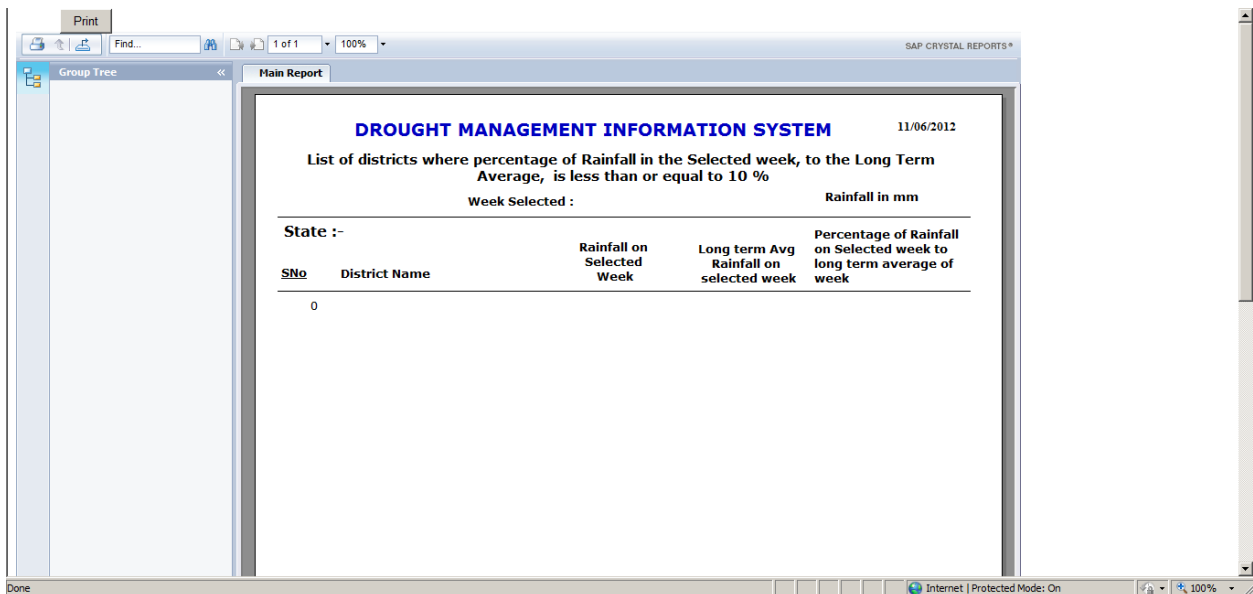 Print
Find...
1 of 1
100%
SAP CRYSTAL REPORTS®
Group Tree «
Main Report
DROUGHT MANAGEMENT INFORMATION SYSTEM
11/06/2012
List of districts where percentage of Rainfall in the Selected week, to the Long Term
Average, is less than or equal to 10 %
Week Selected :
Rainfall in mm
State :-
SNo
District Name
Rainfall on
Selected
Week
Long term Avg
Rainfall on
selected week
Percentage of Rainfall
on Selected week to
long term average of
week
0
Done
Internet | Protected Mode: On
100%